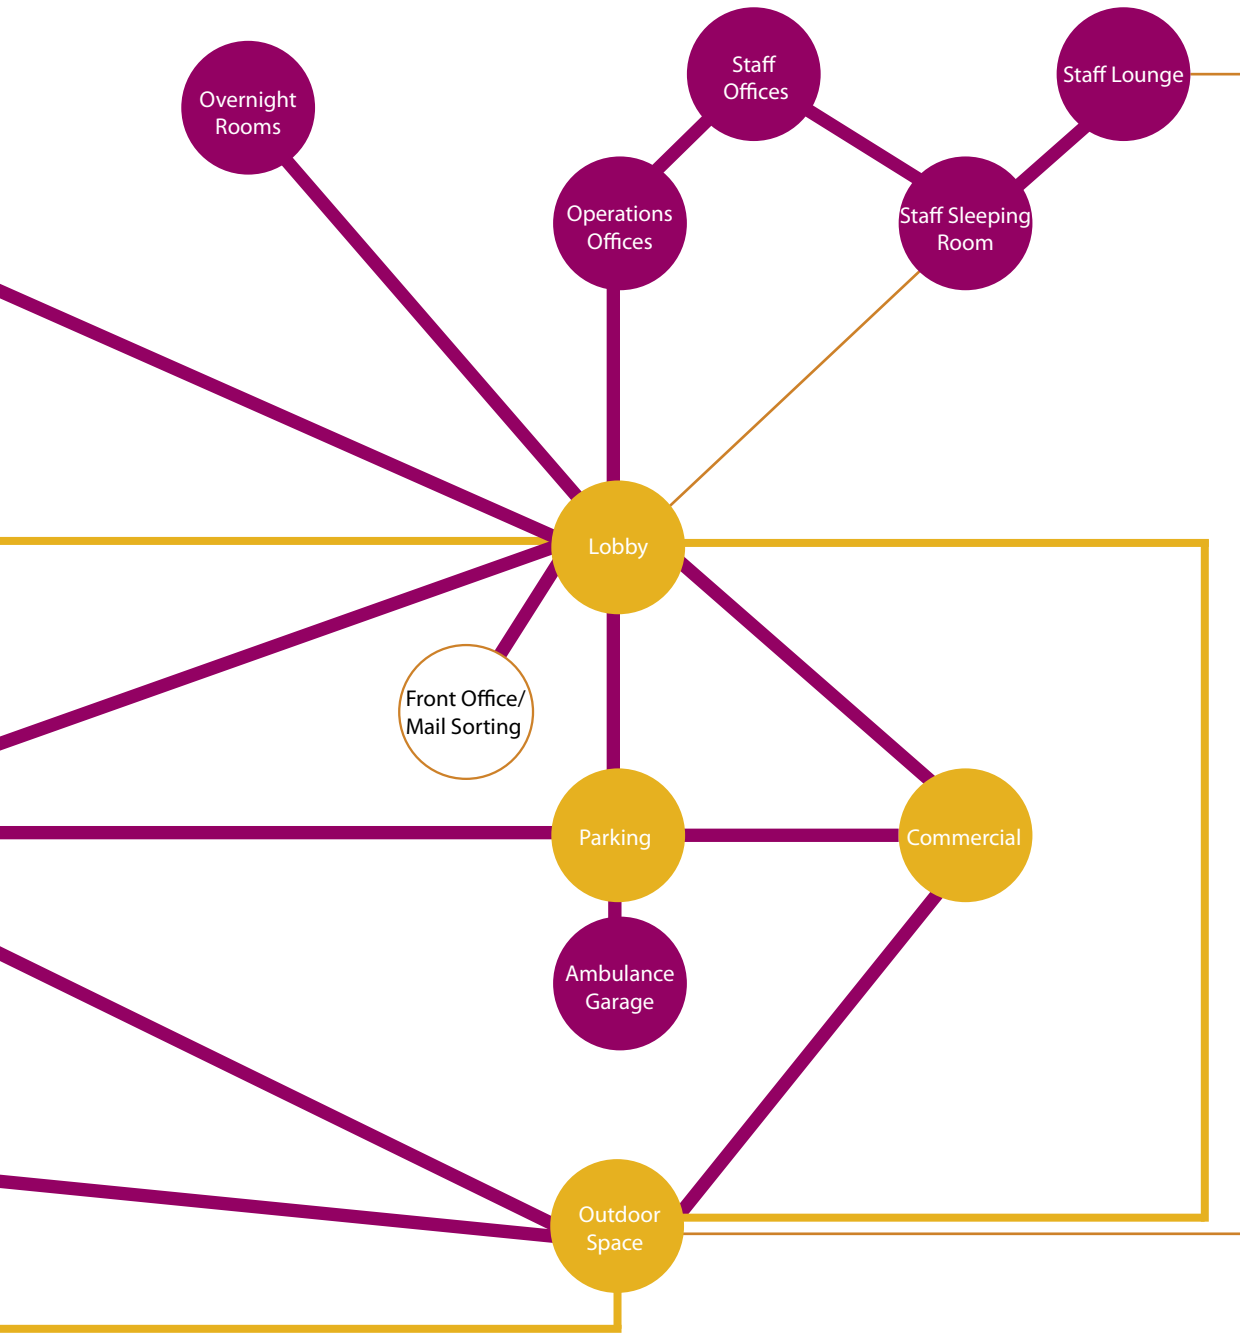 Staff
Offices
Staff Lounge
Overnight
Rooms
Operations
Offices
Staff Sleeping
Room
Lobby
Front Office/
Mail Sorting
Parking
Commercial
Ambulance
Garage
Outdoor
Space